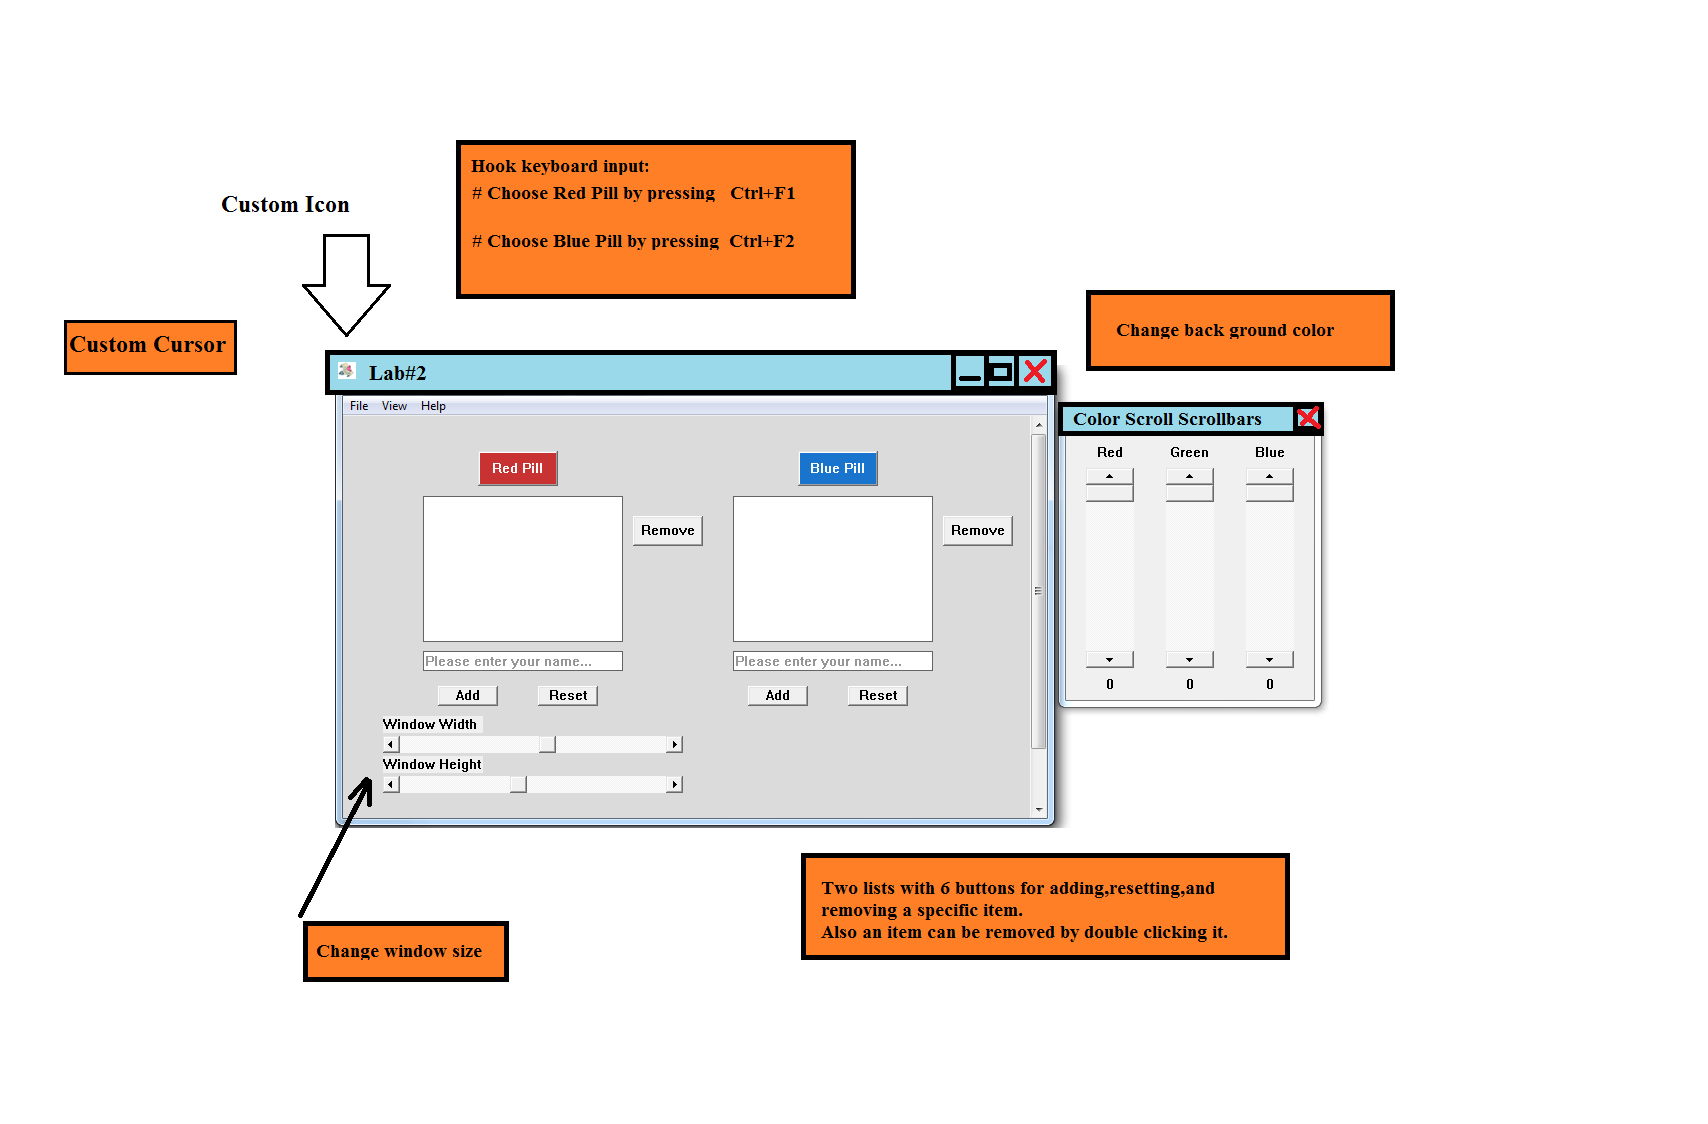 Hook keyboard input:
# Choose Red Pill by pressing Ctrl+F1
# Choose Blue Pill by pressing Ctrl+F2
Custom Icon
Custom Cursor
Change back ground color
Lab#2
File View Help
Red Pill
Blue Pill
Remove
Remove
Please enter your name...
Please enter your name...
Add
Reset
Add
Reset
Window Width
Window Height
Color Scroll Scrollbars
Red Green Blue
0 0 0
Two lists with 6 buttons for adding,resetting,and
removing a specific item.
Also an item can be removed by double clicking it.
Change window size